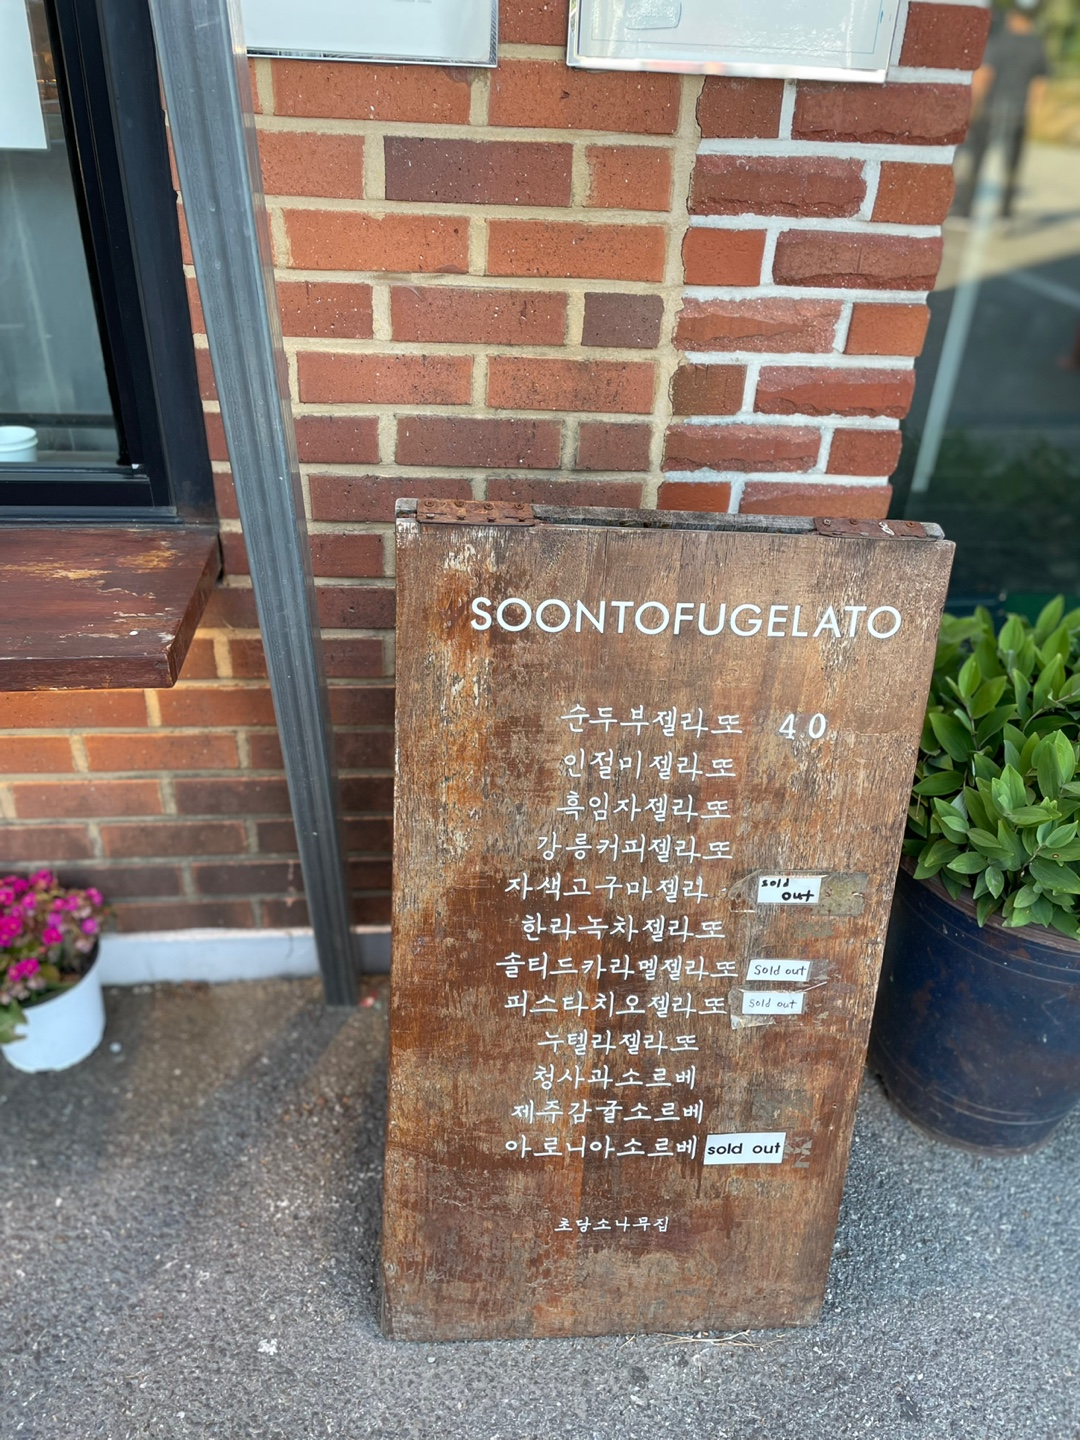 SOONTOFUGELATO
순두부젤라또 4.0
인절미젤라또
흑임자젤라또
강릉커피젤라또
자색고구마젤라 sold out
한라녹차젤라또
솔티드카라멜젤라또 Sold out
피스타치오젤라또 Sold out
누텔라젤라또
청사과소르베
제주감귤소르베
아로니아소르베 sold out
초당소나무집